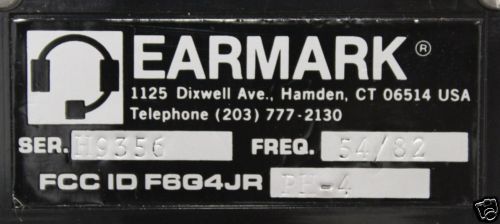 EARMARK®
1125 Dixwell Ave., Hamden, CT 06514 USA
Telephone (203) 777-2130
SER. H9356 FREQ. 54/82
FCC ID F6G4JR PH-4